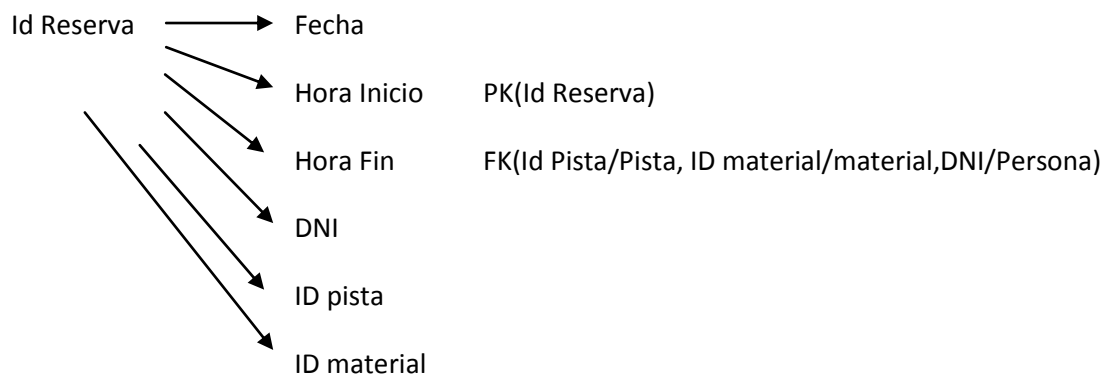 Id Reserva Fecha
Hora Inicio PK(Id Reserva)
Hora Fin FK(Id Pista/Pista, ID material/material,DNI/Persona)
DNI
ID pista
ID material